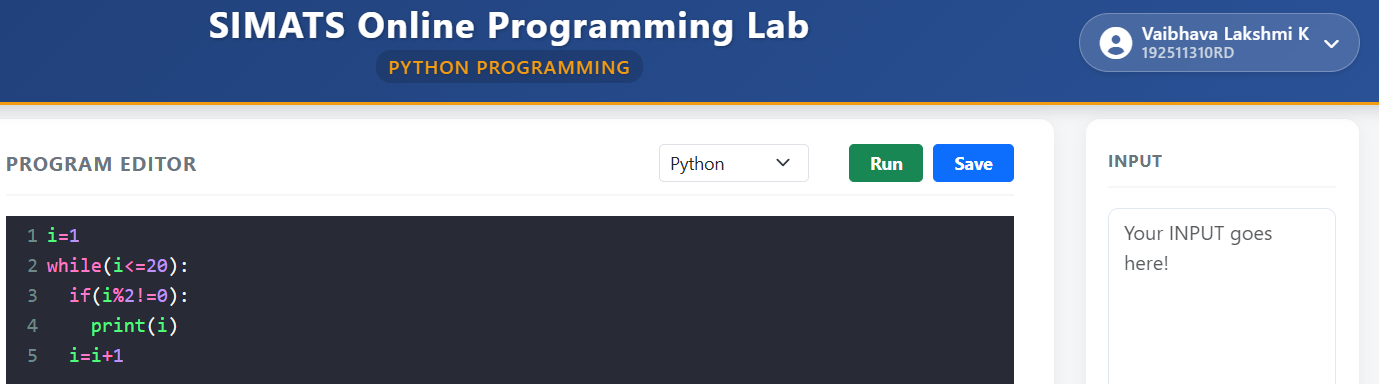 SIMATS Online Programming Lab
PYTHON PROGRAMMING
Vaibhava Lakshmi K
192511310RD
PROGRAM EDITOR
Python
Run
Save
1 i=1
2 while(i<=20):
3   if(i%2!=0):
4     print(i)
5   i=i+1
INPUT
Your INPUT goes
here!